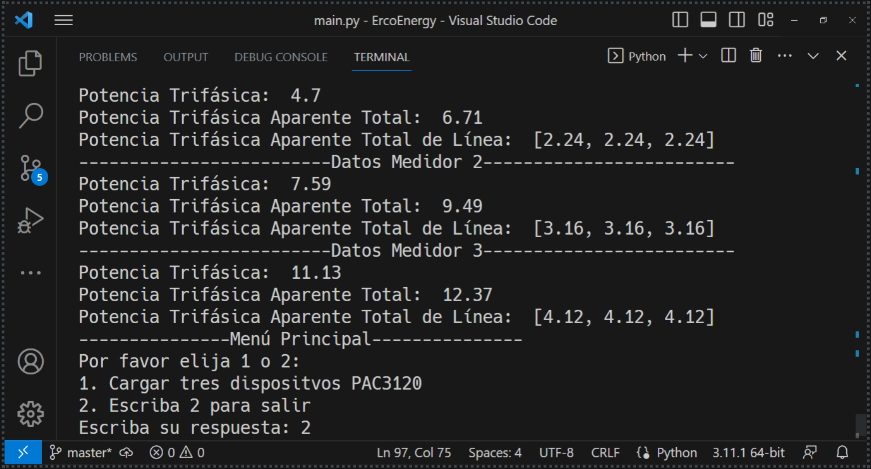 main.py - ErcoEnergy - Visual Studio Code
PROBLEMS OUTPUT DEBUG CONSOLE TERMINAL Python
Potencia Trifásica:  4.7
Potencia Trifásica Aparente Total:  6.71
Potencia Trifásica Aparente Total de Línea:  [2.24, 2.24, 2.24]
-------------------------Datos Medidor 2-------------------------
Potencia Trifásica:  7.59
Potencia Trifásica Aparente Total:  9.49
Potencia Trifásica Aparente Total de Línea:  [3.16, 3.16, 3.16]
-------------------------Datos Medidor 3-------------------------
Potencia Trifásica:  11.13
Potencia Trifásica Aparente Total:  12.37
Potencia Trifásica Aparente Total de Línea:  [4.12, 4.12, 4.12]
---------------Menú Principal---------------
Por favor elija 1 o 2:
1. Cargar tres dispositvos PAC3120
2. Escriba 2 para salir
Escriba su respuesta: 2
5
master* 0 0 Ln 97, Col 75 Spaces: 4 UTF-8 CRLF Python 3.11.1 64-bit